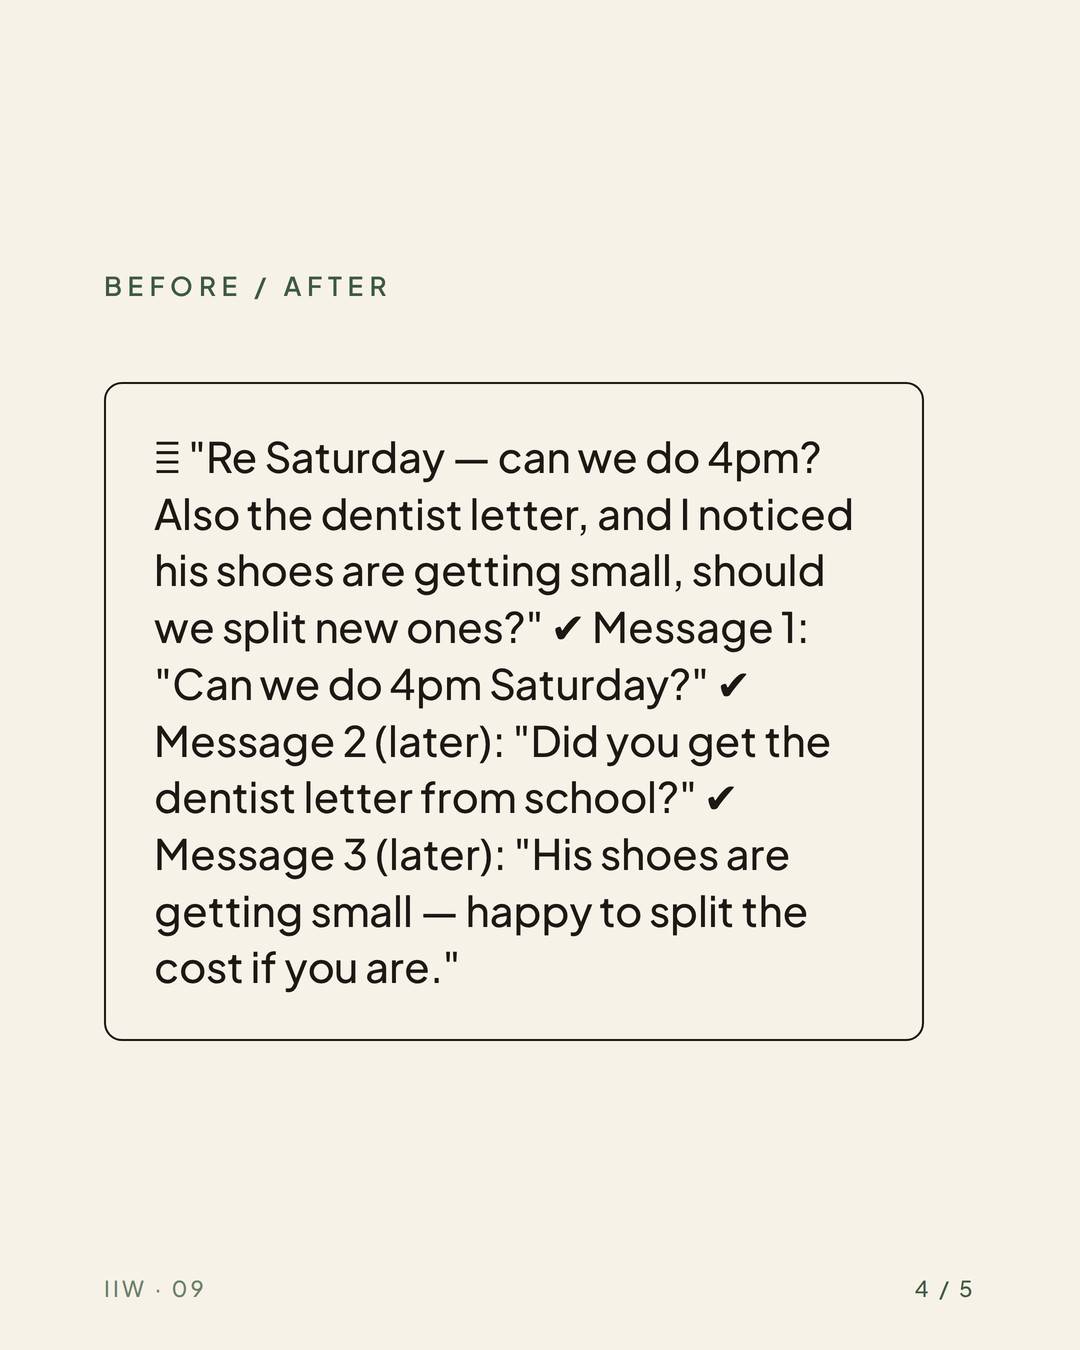 BEFORE / AFTER
𝌆 "Re Saturday — can we do 4pm?
Also the dentist letter, and I noticed
his shoes are getting small, should
we split new ones?" ✔ Message 1:
"Can we do 4pm Saturday?" ✔
Message 2 (later): "Did you get the
dentist letter from school?" ✔
Message 3 (later): "His shoes are
getting small — happy to split the
cost if you are."
IIW · 09
4 / 5